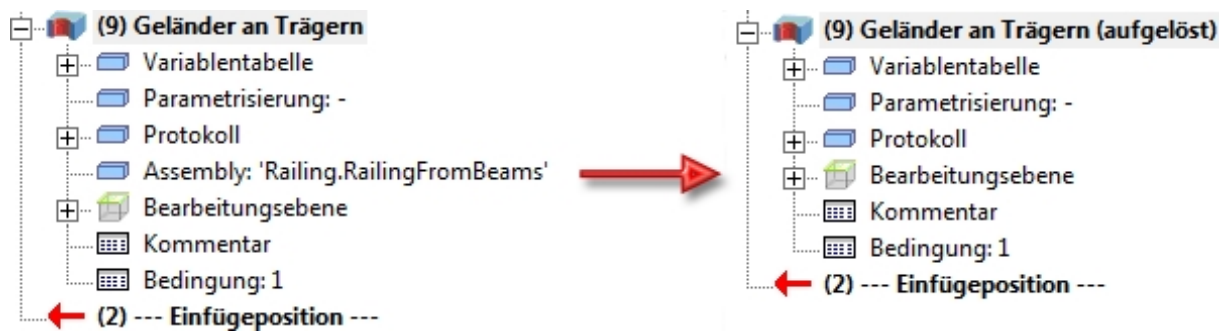 (9) Geländer an Trägern
Variablentabelle
Parametrisierung: -
Protokoll
Assembly: 'Railing.RailingFromBeams'
Bearbeitungsebene
Kommentar
Bedingung: 1
(2) --- Einfügeposition ---
(9) Geländer an Trägern (aufgelöst)
Variablentabelle
Parametrisierung: -
Protokoll
Bearbeitungsebene
Kommentar
Bedingung: 1
(2) --- Einfügeposition ---